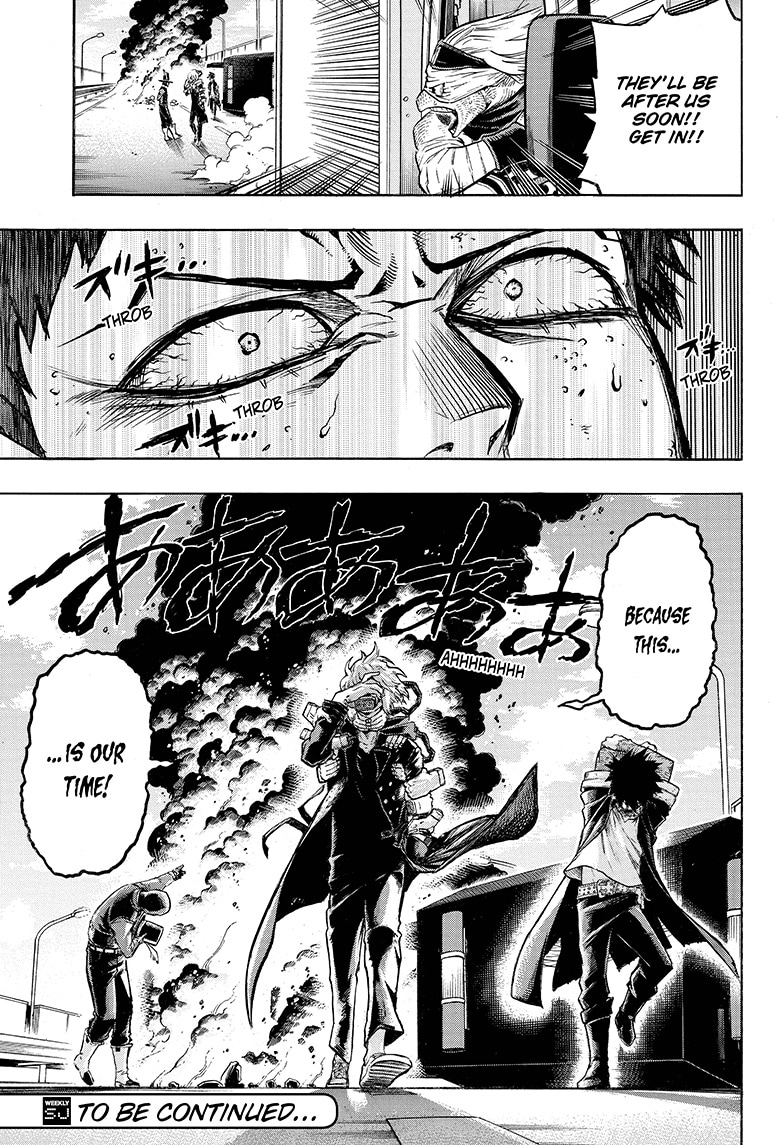 THEY'LL BE
AFTER US
SOON!!
GET IN!!
ズキ…
THROB
ズキ…
THROB
ズキ…
THROB
あああああ
AHHHHHHHH
BECAUSE
THIS...
...IS OUR
TIME!
WEEKLY
SJ
TO BE CONTINUED...